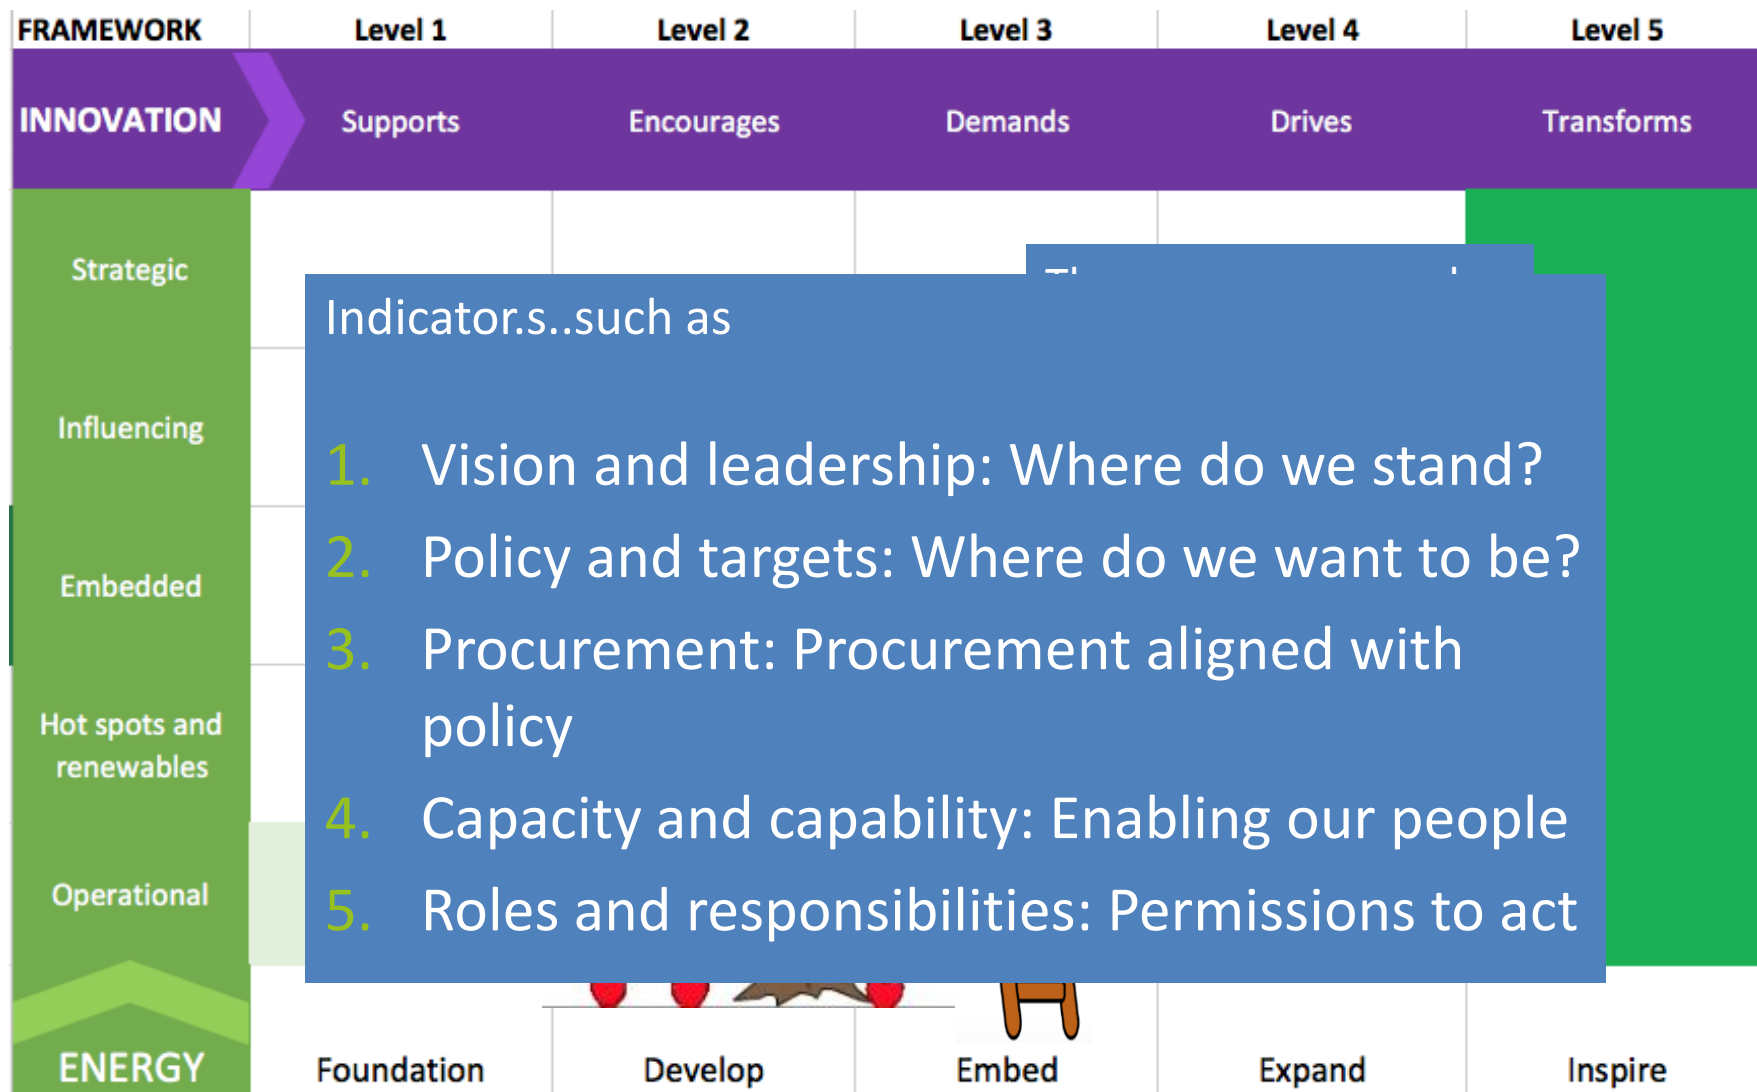 FRAMEWORK Level 1 Level 2 Level 3 Level 4 Level 5
INNOVATION Supports Encourages Demands Drives Transforms
Strategic
Indicator.s..such as
Influencing
1. Vision and leadership: Where do we stand?
2. Policy and targets: Where do we want to be?
Embedded
3. Procurement: Procurement aligned with
policy
Hot spots and
renewables
4. Capacity and capability: Enabling our people
Operational
5. Roles and responsibilities: Permissions to act
ENERGY Foundation Develop Embed Expand Inspire